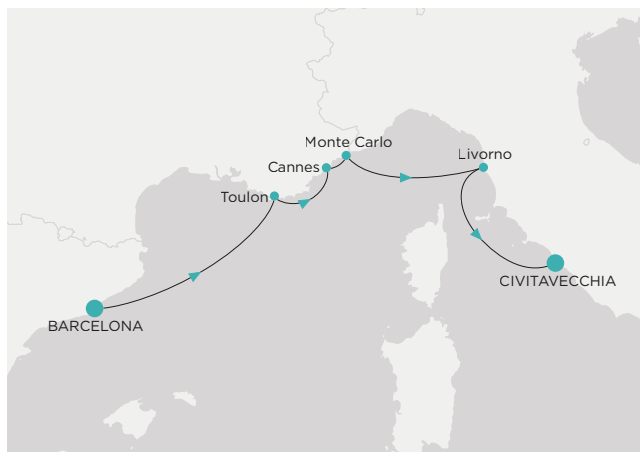 Monte Carlo
Livorno
Cannes
Toulon
CIVITAVECCHIA
BARCELONA